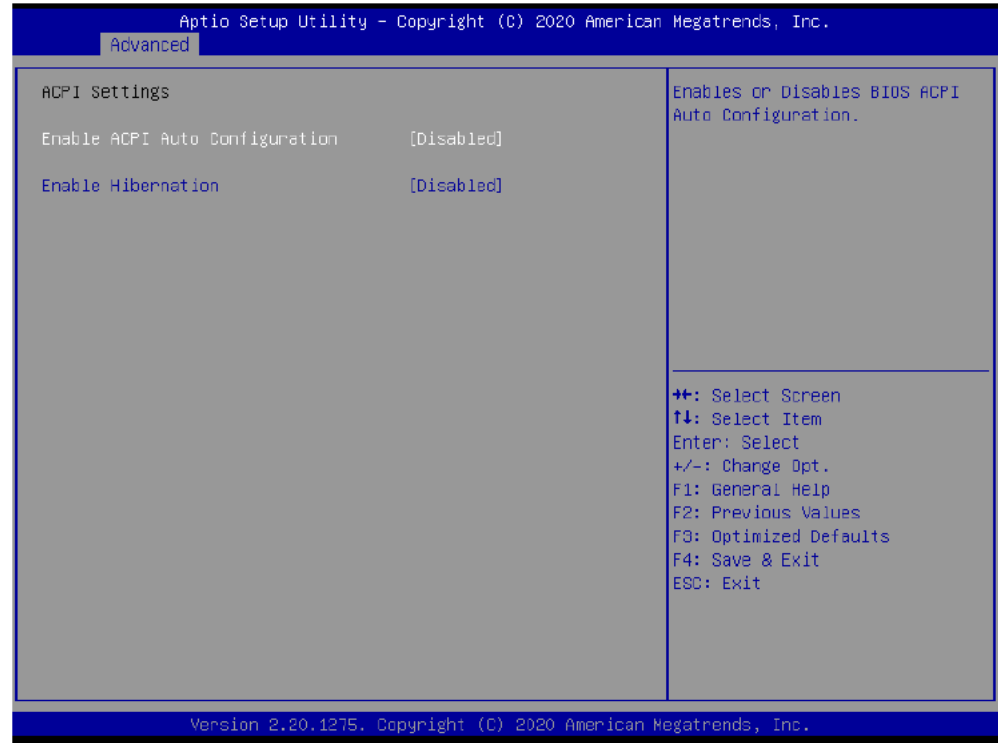 Aptio Setup Utility – Copyright (C) 2020 American Megatrends, Inc.
Advanced
ACPI Settings
Enable ACPI Auto Configuration [Disabled]
Enable Hibernation [Disabled]
Enables or Disables BIOS ACPI
Auto Configuration.
→←: Select Screen
↑↓: Select Item
Enter: Select
+/-: Change Opt.
F1: General Help
F2: Previous Values
F3: Optimized Defaults
F4: Save & Exit
ESC: Exit
Version 2.20.1275. Copyright (C) 2020 American Megatrends, Inc.